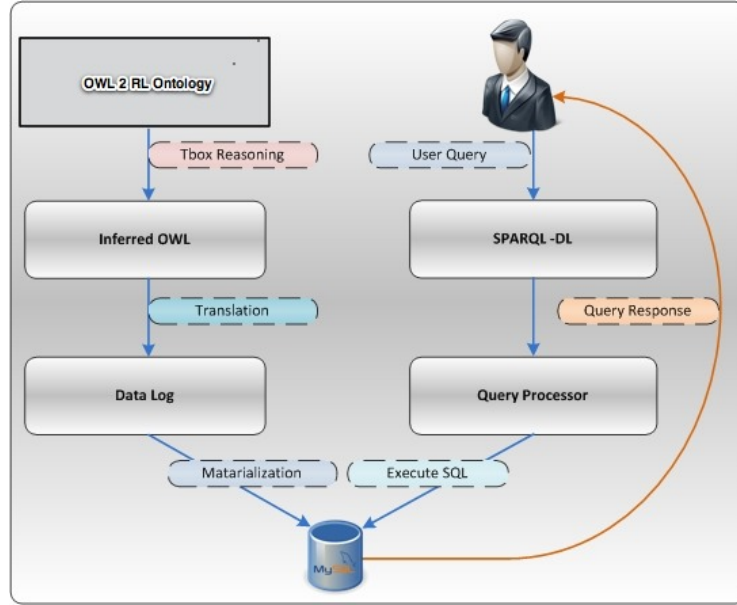 OWL 2 RL Ontology
Tbox Reasoning
User Query
Inferred OWL
SPARQL -DL
Translation
Query Response
Data Log
Query Processor
Matarialization
Execute SQL
MySQL